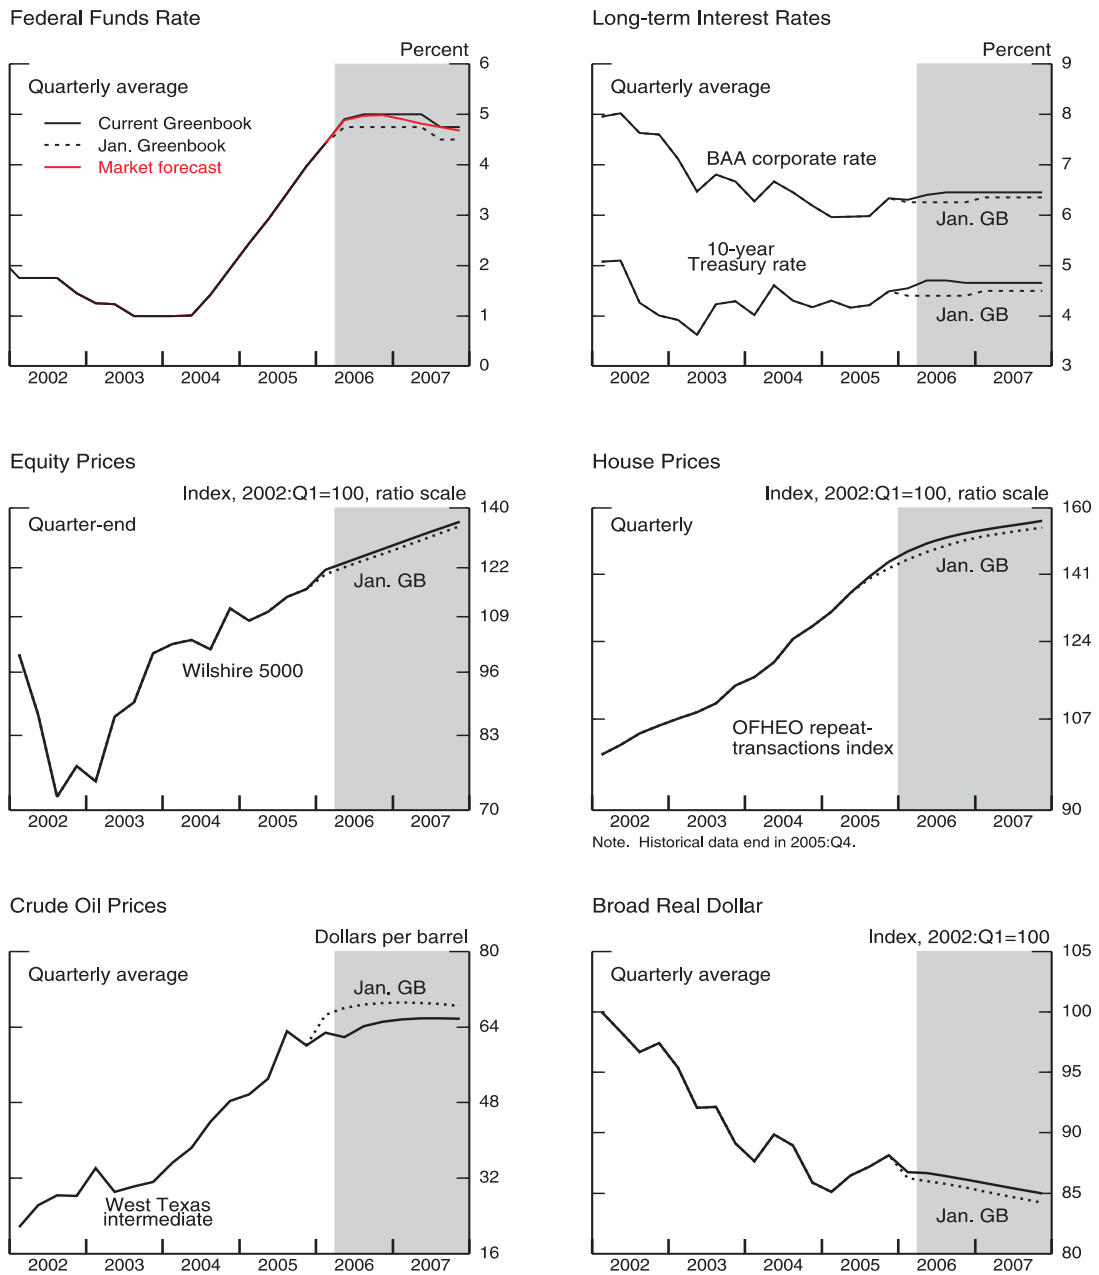 Federal Funds Rate
Percent
Quarterly average
Current Greenbook
Jan. Greenbook
Market forecast
6
5
4
3
2
1
0
2002 2003 2004 2005 2006 2007
Long-term Interest Rates
Percent
Quarterly average
BAA corporate rate
Jan. GB
10-year
Treasury rate
Jan. GB
9
8
7
6
5
4
3
2002 2003 2004 2005 2006 2007
Equity Prices
Index, 2002:Q1=100, ratio scale
Quarter-end
Jan. GB
Wilshire 5000
140
122
109
96
83
70
2002 2003 2004 2005 2006 2007
House Prices
Index, 2002:Q1=100, ratio scale
Quarterly
Jan. GB
OFHEO repeat-
transactions index
160
141
124
107
90
2002 2003 2004 2005 2006 2007
Note. Historical data end in 2005:Q4.
Crude Oil Prices
Dollars per barrel
Quarterly average
Jan. GB
West Texas
intermediate
80
64
48
32
16
2002 2003 2004 2005 2006 2007
Broad Real Dollar
Index, 2002:Q1=100
Quarterly average
Jan. GB
105
100
95
90
85
80
2002 2003 2004 2005 2006 2007